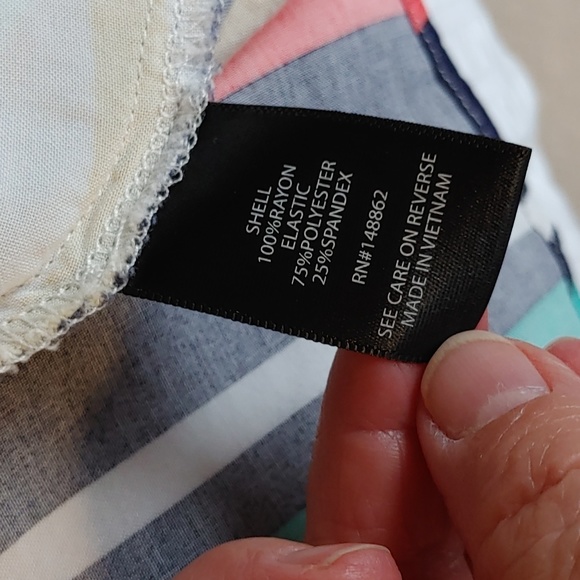 SHELL
100%RAYON
ELASTIC
75%POLYESTER
25%SPANDEX
RN#148862
SEE CARE ON REVERSE
MADE IN VIETNAM